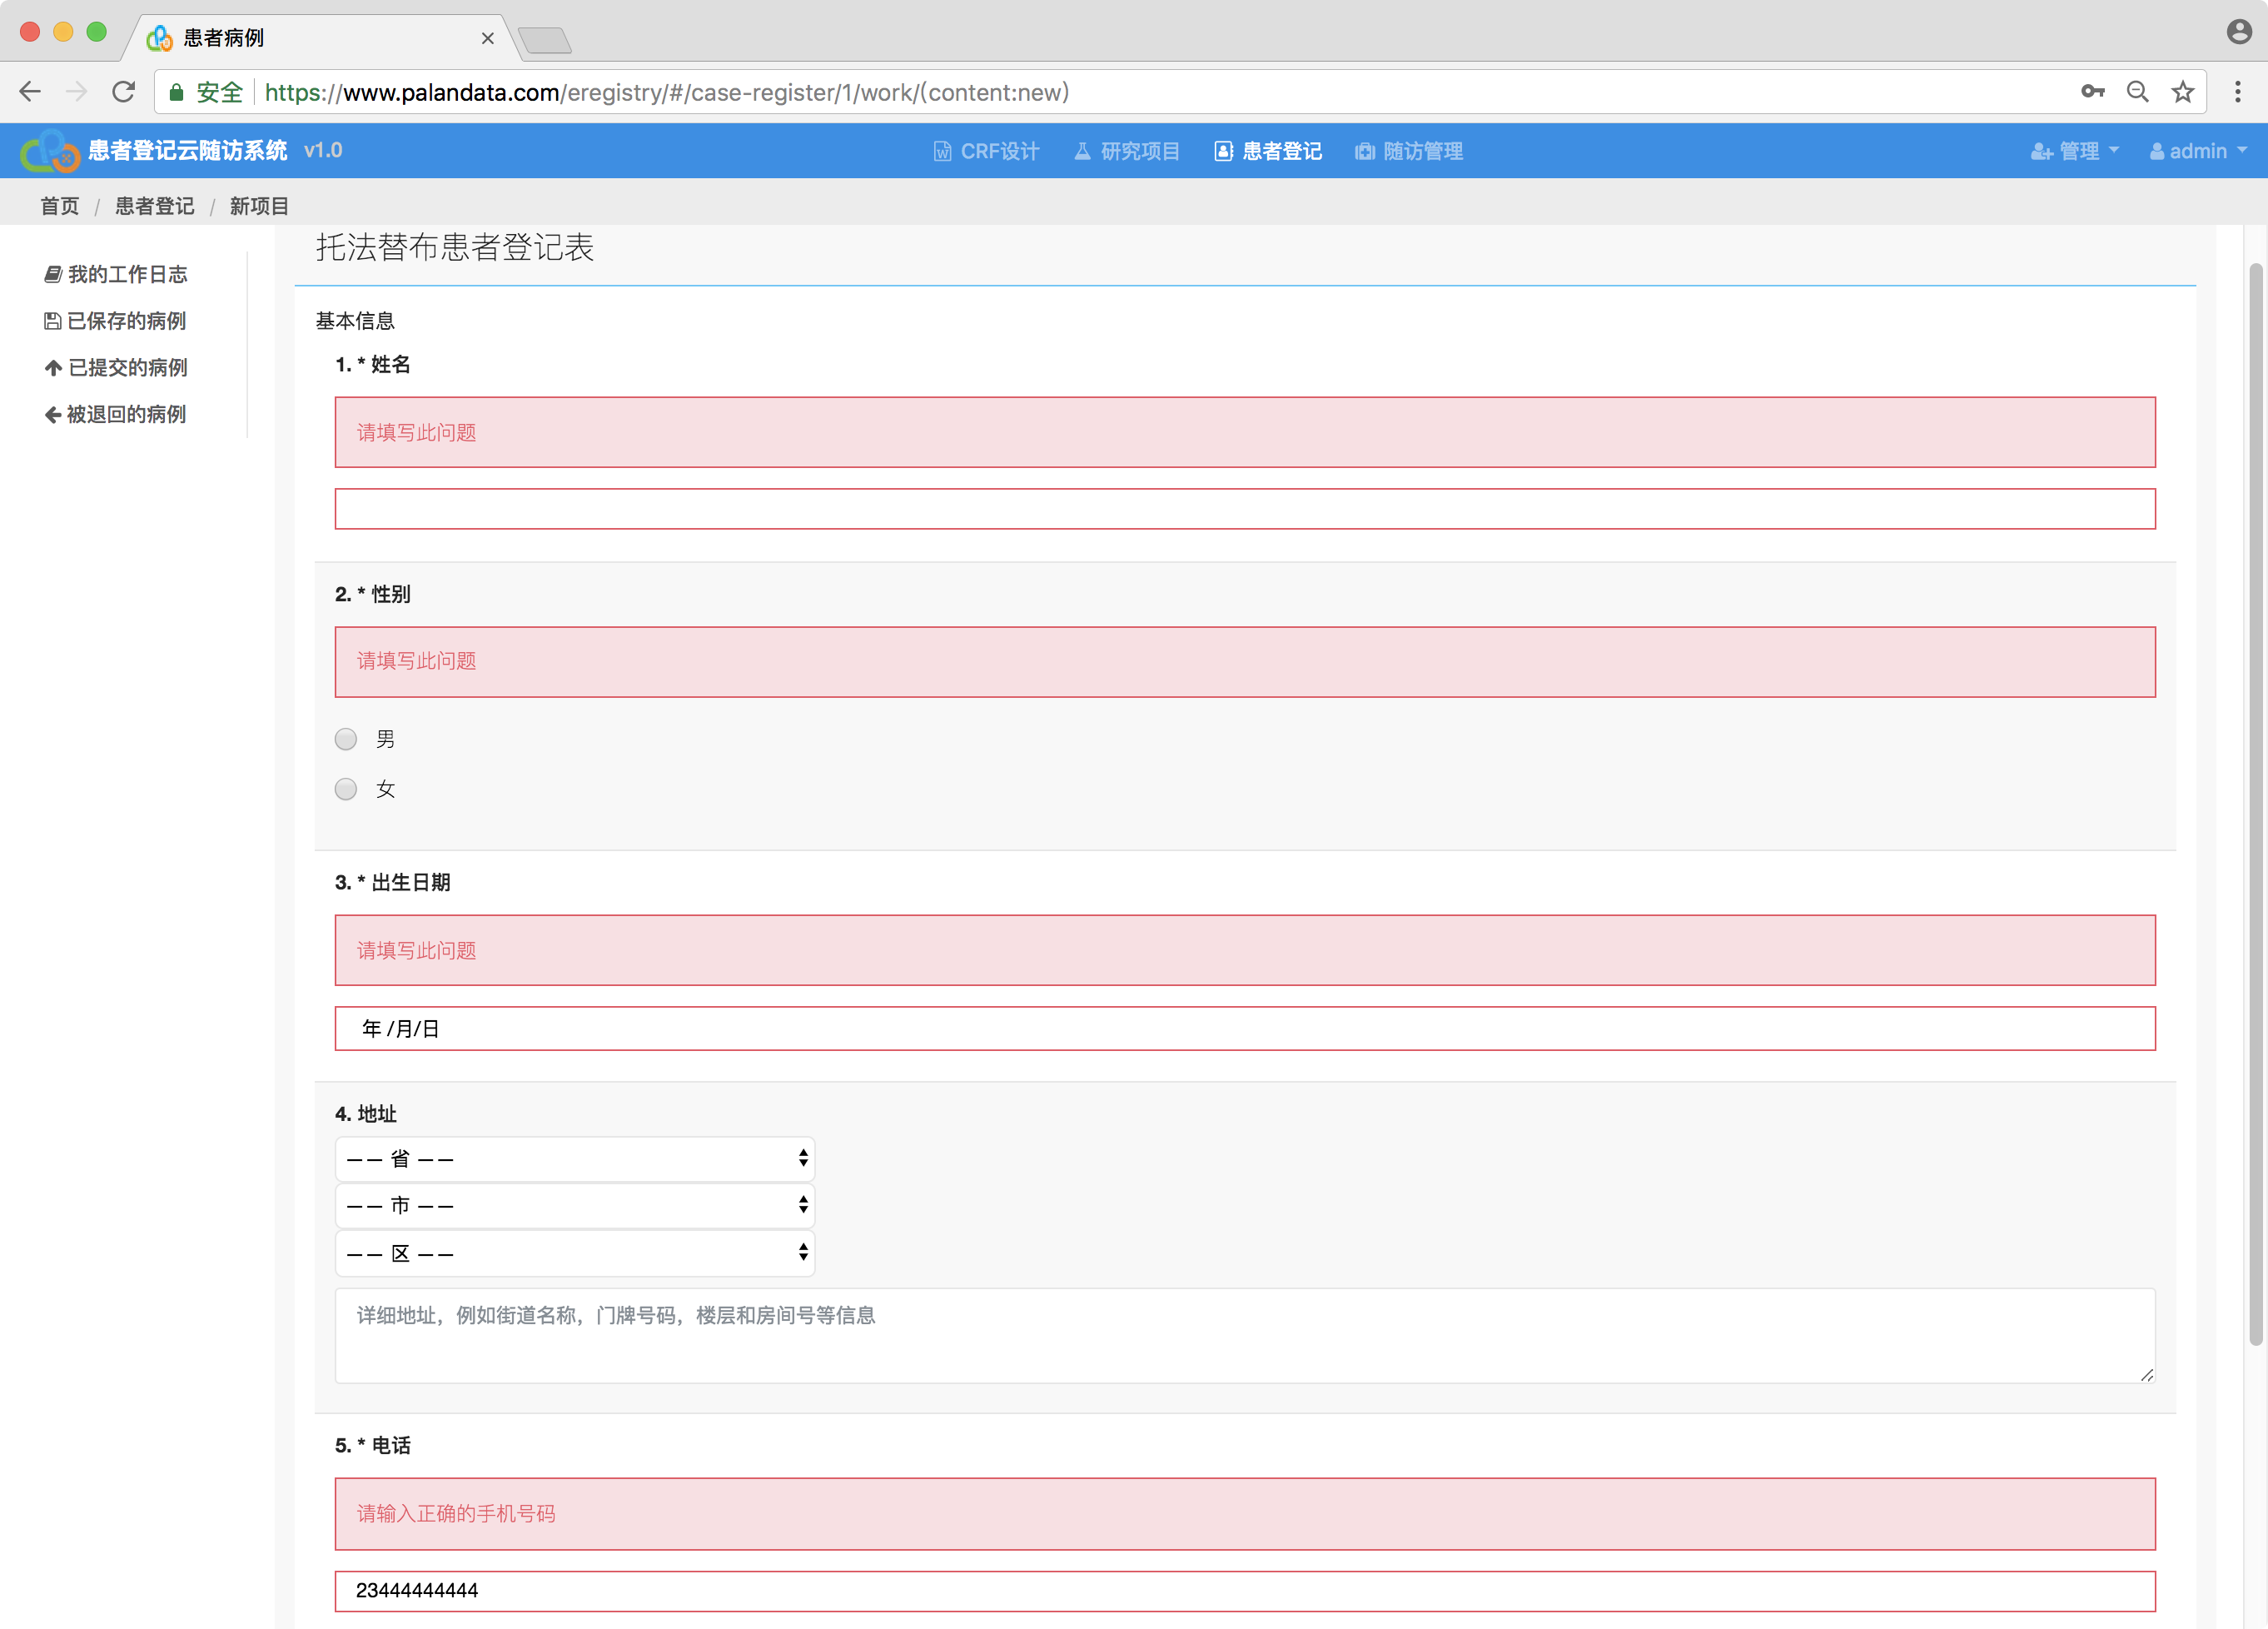 患者病例
安全 https://www.palandata.com/eregistry/#/case-register/1/work/(content:new)
患者登记云随访系统 v1.0 CRF设计 研究项目 患者登记 随访管理 管理 admin
首页 / 患者登记 / 新项目
我的工作日志
已保存的病例
已提交的病例
被退回的病例
托法替布患者登记表
基本信息
1. * 姓名
请填写此问题
2. * 性别
请填写此问题
男
女
3. * 出生日期
请填写此问题
年 /月/日
4. 地址
—— 省 ——
—— 市 ——
—— 区 ——
详细地址，例如街道名称，门牌号码，楼层和房间号等信息
5. * 电话
请输入正确的手机号码
23444444444